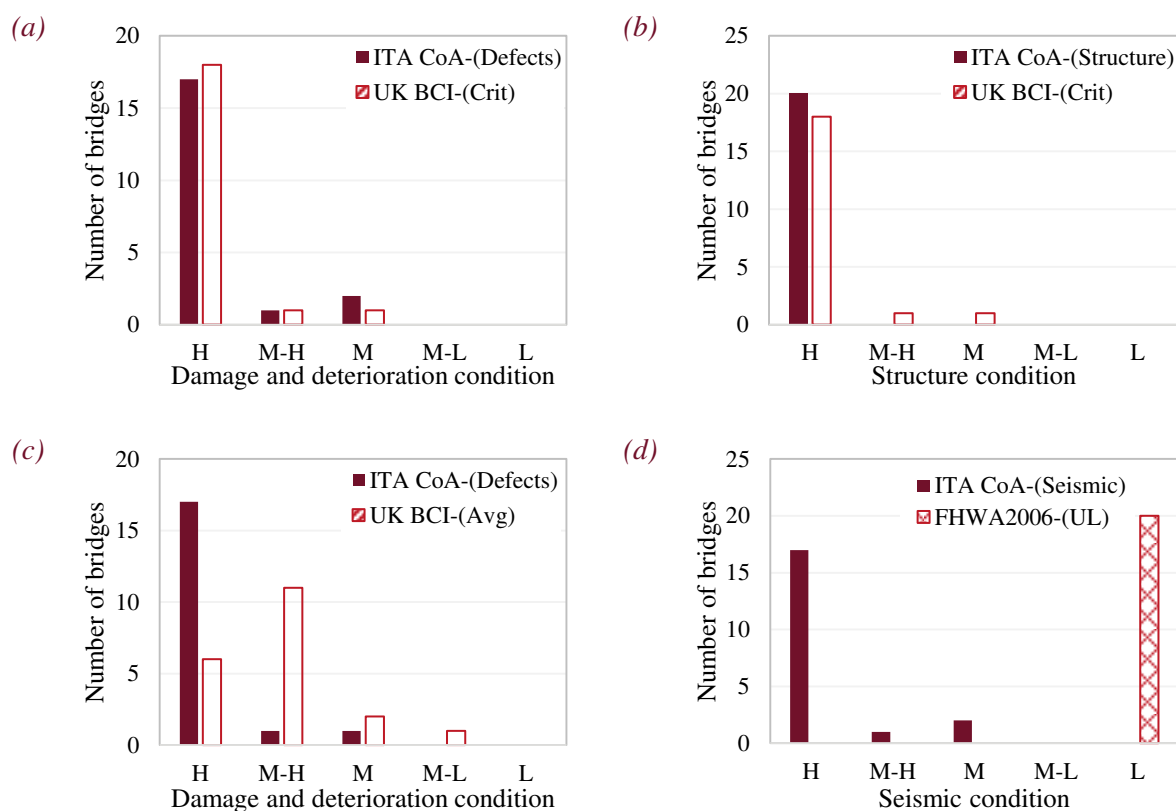 (a)
20
15
10
5
0
Number of bridges
ITA CoA-(Defects)
UK BCI-(Crit)
H M-H M M-L L
Damage and deterioration condition
(b)
25
20
15
10
5
0
Number of bridges
ITA CoA-(Structure)
UK BCI-(Crit)
H M-H M M-L L
Structure condition
(c)
20
15
10
5
0
Number of bridges
ITA CoA-(Defects)
UK BCI-(Avg)
H M-H M M-L L
Damage and deterioration condition
(d)
25
20
15
10
5
0
Number of bridges
ITA CoA-(Seismic)
FHWA2006-(UL)
H M-H M M-L L
Seismic condition